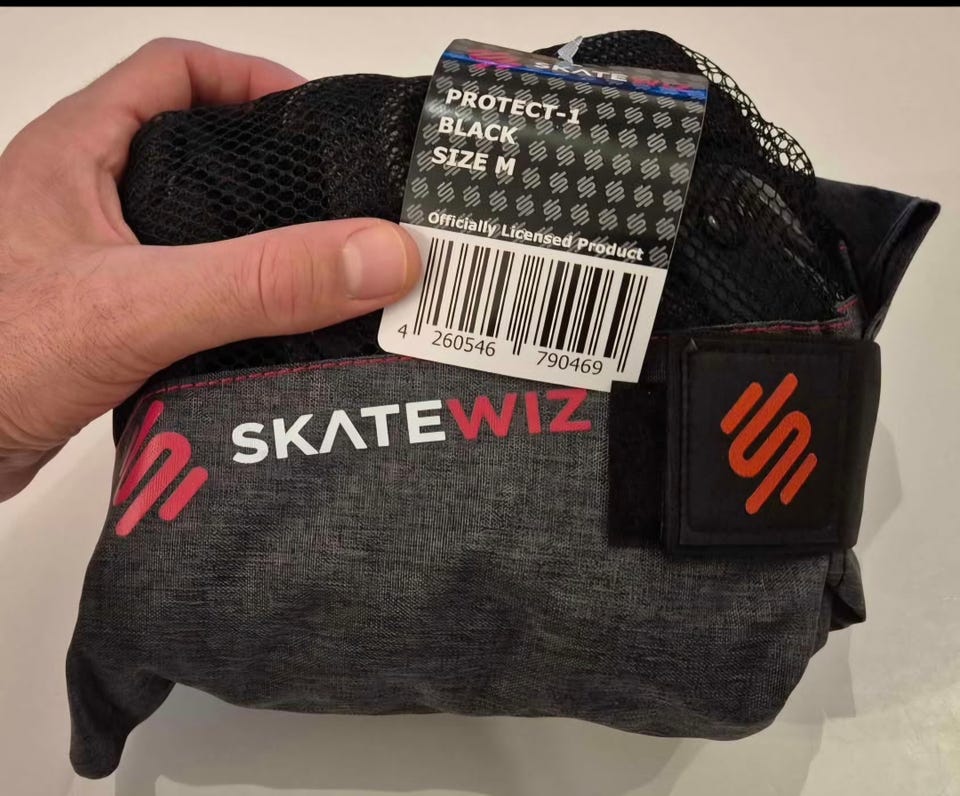 SKATEWIZ
PROTECT-1
BLACK
SIZE M
Officially Licensed Product
4 260546 790469
SKATEWIZ